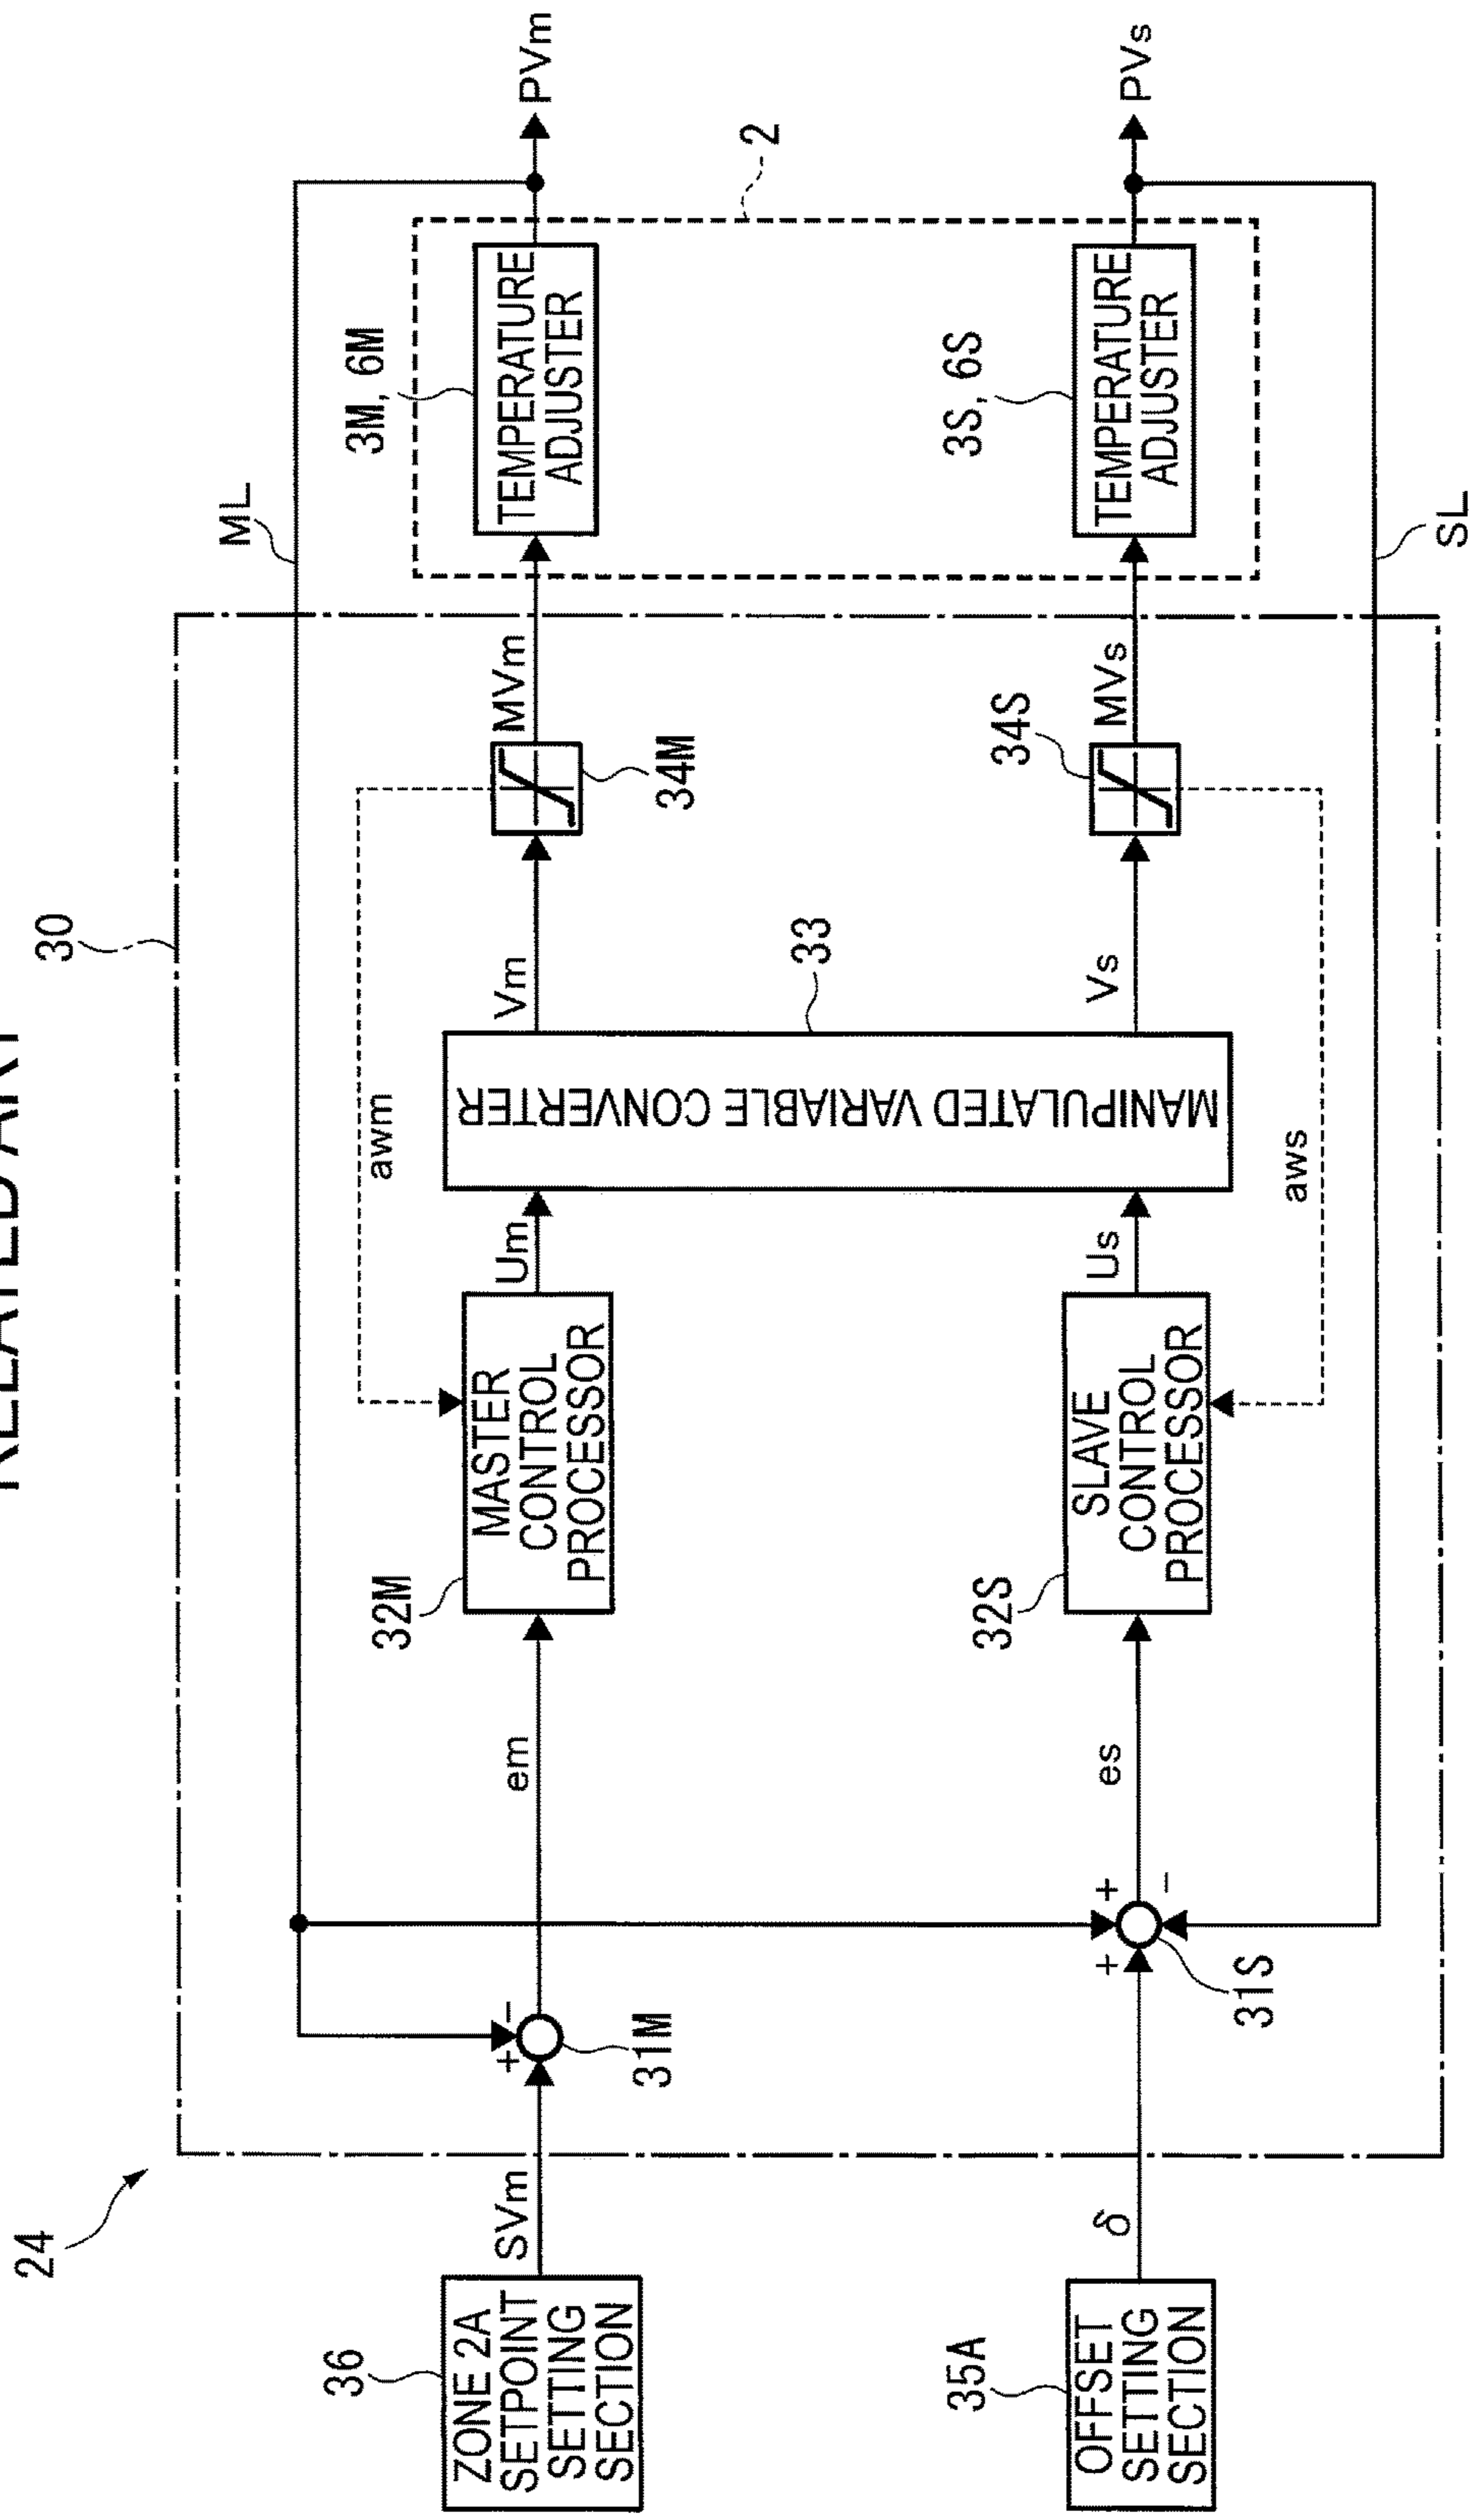 RELATED ART
24
30
ML
36
ZONE 2A
SETPOINT
SETTING
SECTION
SVm
+
−
31M
em
32M
MASTER
CONTROL
PROCESSOR
awm
Um
33
MANIPULATED VARIABLE CONVERTER
Vm
34M
MVm
3M, 6M
TEMPERATURE
ADJUSTER
2
PVm
35A
OFFSET
SETTING
SECTION
δ
+
+
−
31S
es
32S
SLAVE
CONTROL
PROCESSOR
aws
Us
Vs
34S
MVs
3S, 6S
TEMPERATURE
ADJUSTER
PVs
SL